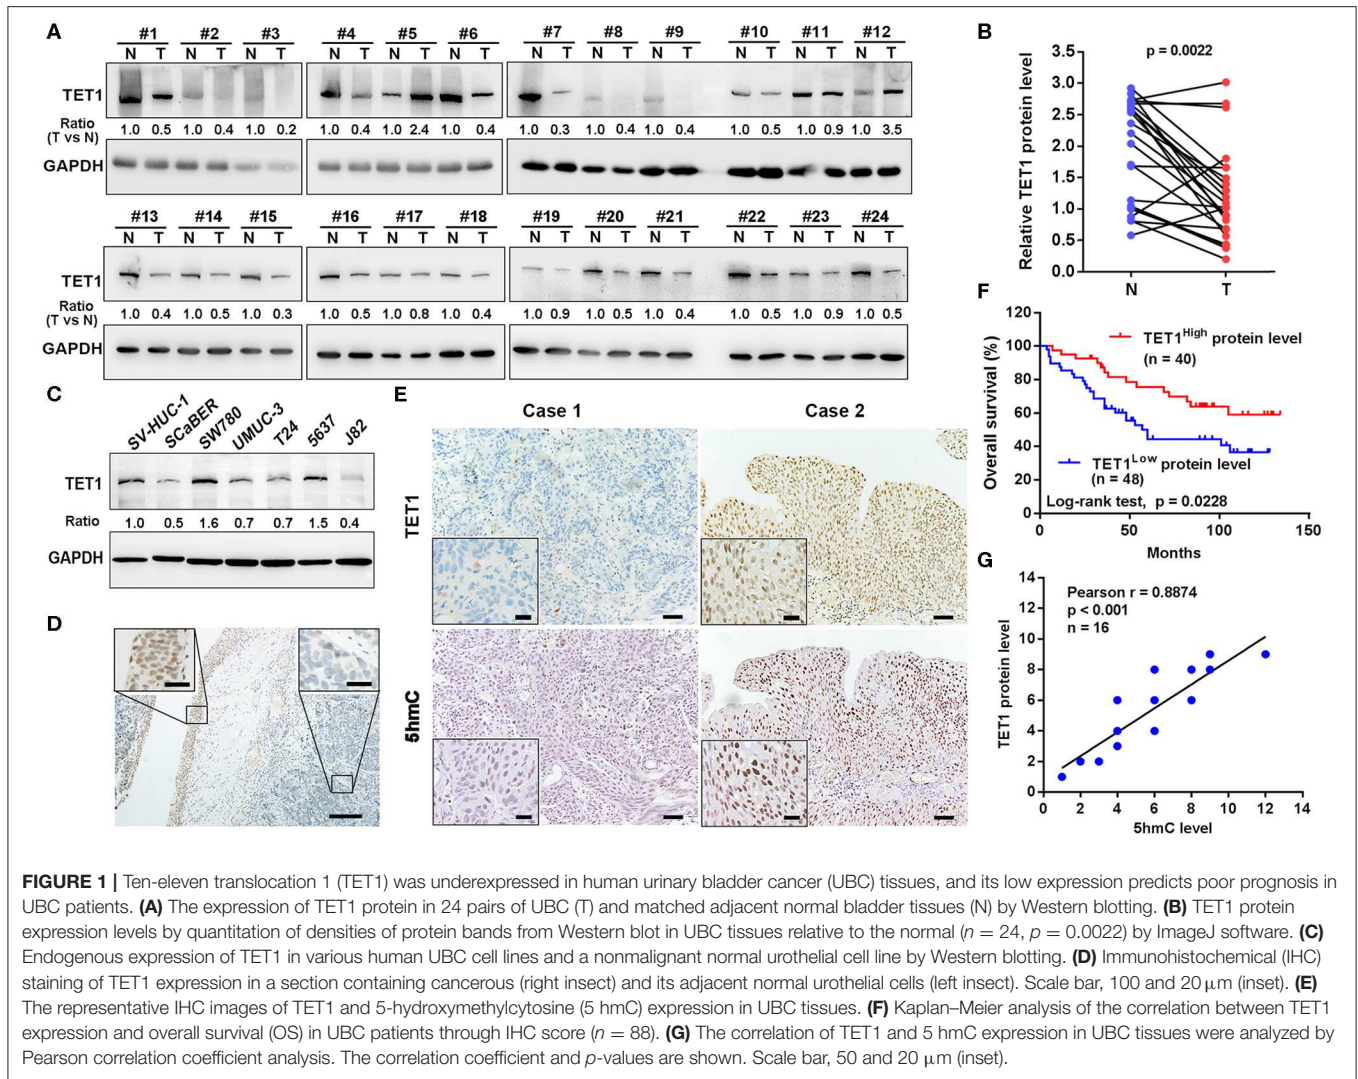 A
#1 #2 #3 #4 #5 #6 #7 #8 #9 #10 #11 #12
N T N T N T N T N T N T N T N T N T N T N T N T
TET1
Ratio
(T vs N)
1.0 0.5 1.0 0.4 1.0 0.2 1.0 0.4 1.0 2.4 1.0 0.4 1.0 0.3 1.0 0.4 1.0 0.4 1.0 0.5 1.0 0.9 1.0 3.5
GAPDH
#13 #14 #15 #16 #17 #18 #19 #20 #21 #22 #23 #24
N T N T N T N T N T N T N T N T N T N T N T N T
TET1
Ratio
(T vs N)
1.0 0.4 1.0 0.5 1.0 0.3 1.0 0.5 1.0 0.8 1.0 0.4 1.0 0.9 1.0 0.5 1.0 0.4 1.0 0.5 1.0 0.4 1.0 0.5
GAPDH
B
p = 0.0022
Relative TET1 protein level
3.5
3.0
2.5
2.0
1.5
1.0
0.5
0.0
N T
C
SV-HUC-1 SCaBER SW780 UMUC-3 T24 5637 J82
TET1
Ratio 1.0 0.5 1.6 0.7 0.7 1.5 0.4
GAPDH
D
E
Case 1 Case 2
TET1
5hmC
F
Overall survival (%)
120
100
80
60
40
20
0
TET1High protein level
(n = 40)
TET1Low protein level
(n = 48)
Log-rank test, p = 0.0228
0 50 100 150
Months
G
TET1 protein level
14
12
10
8
6
4
2
0
Pearson r = 0.8874
p < 0.001
n = 16
0 2 4 6 8 10 12 14
5hmC level
FIGURE 1 | Ten-eleven translocation 1 (TET1) was underexpressed in human urinary bladder cancer (UBC) tissues, and its low expression predicts poor prognosis in
UBC patients. (A) The expression of TET1 protein in 24 pairs of UBC (T) and matched adjacent normal bladder tissues (N) by Western blotting. (B) TET1 protein
expression levels by quantitation of densities of protein bands from Western blot in UBC tissues relative to the normal (n = 24, p = 0.0022) by ImageJ software. (C)
Endogenous expression of TET1 in various human UBC cell lines and a nonmalignant normal urothelial cell line by Western blotting. (D) Immunohistochemical (IHC)
staining of TET1 expression in a section containing cancerous (right insect) and its adjacent normal urothelial cells (left insect). Scale bar, 100 and 20 μm (inset). (E)
The representative IHC images of TET1 and 5-hydroxymethylcytosine (5 hmC) expression in UBC tissues. (F) Kaplan–Meier analysis of the correlation between TET1
expression and overall survival (OS) in UBC patients through IHC score (n = 88). (G) The correlation of TET1 and 5 hmC expression in UBC tissues were analyzed by
Pearson correlation coefficient analysis. The correlation coefficient and p-values are shown. Scale bar, 50 and 20 μm (inset).